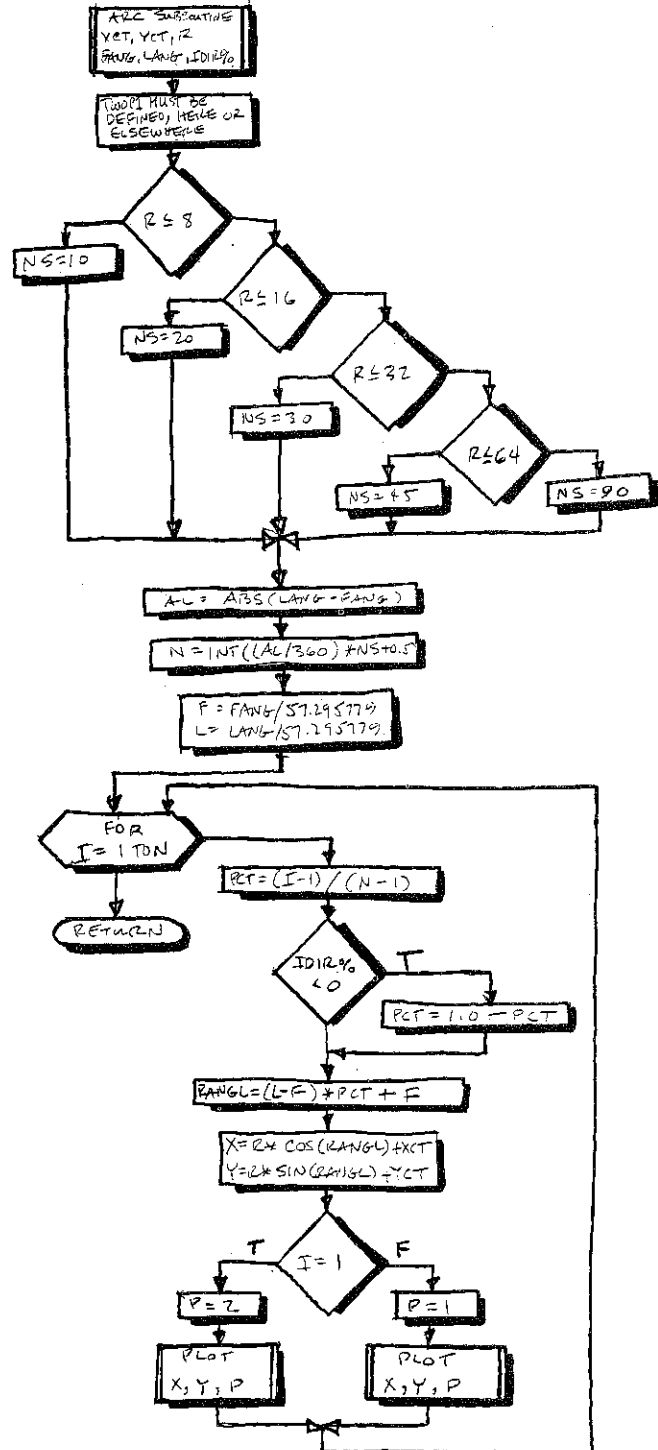 ARC SUBROUTINE
XCT, YCT, R
FANG, LANG, IDIR%
TWOPI MUST BE
DEFINED, HERE OR
ELSEWHERE
R ≤ 8
NS=10
R ≤ 16
NS=20
R ≤ 32
NS=30
R ≤ 64
NS=45
NS=90
AL = ABS(LANG-FANG)
N = INT((AL/360)*NS+0.5
F = FANG/57.295779
L = LANG/57.295779
FOR
I = 1 TO N
RETURN
PCT = (I-1)/(N-1)
IDIR%
<0
T
PCT = 1.0 - PCT
RANGL=(L-F)*PCT + F
X=R* COS(RANGL)+XCT
Y=R* SIN(RANGL)+YCT
T
I = 1
F
P = 2
P = 1
PLOT
X, Y, P
PLOT
X, Y, P